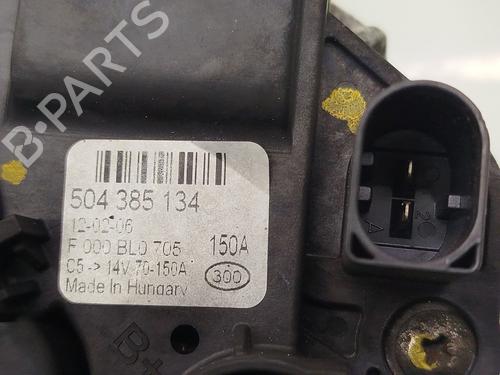 B-PARTS
504 385 134
12-02-06
F 000 BL0 705 150A
C5 -> 14V 70-150A 300
Made In Hungary
B+
A
2C